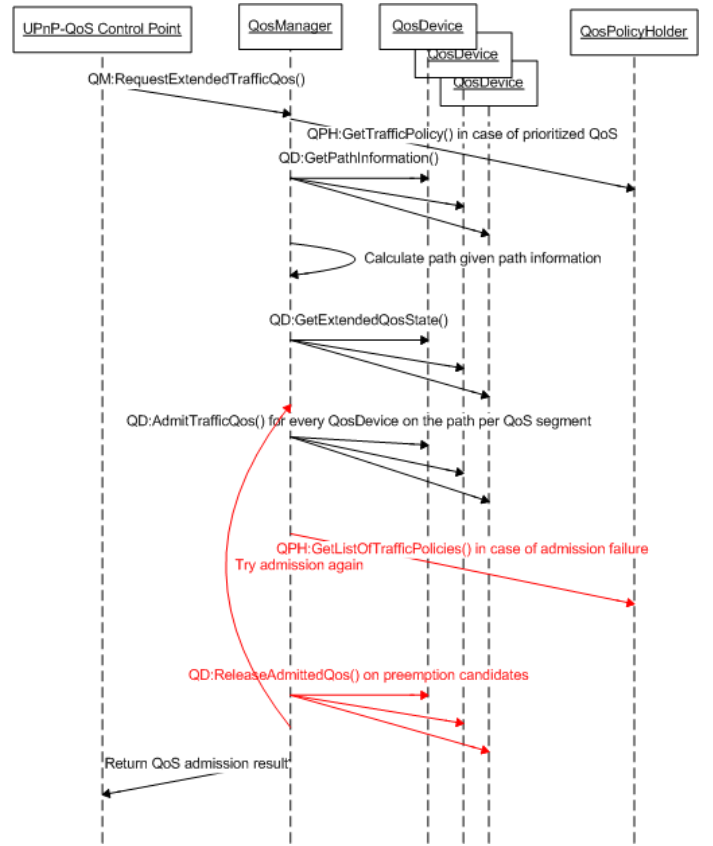 UPnP-QoS Control Point
QosManager
QosDevice
QosPolicyHolder
QosDevice
QosDevice
QM:RequestExtendedTrafficQos()
QPH:GetTrafficPolicy() in case of prioritized QoS
QD:GetPathInformation()
Calculate path given path information
QD:GetExtendedQosState()
QD:AdmitTrafficQos() for every QosDevice on the path per QoS segment
QPH:GetListOfTrafficPolicies() in case of admission failure
Try admission again
QD:ReleaseAdmittedQos() on preemption candidates
Return QoS admission result